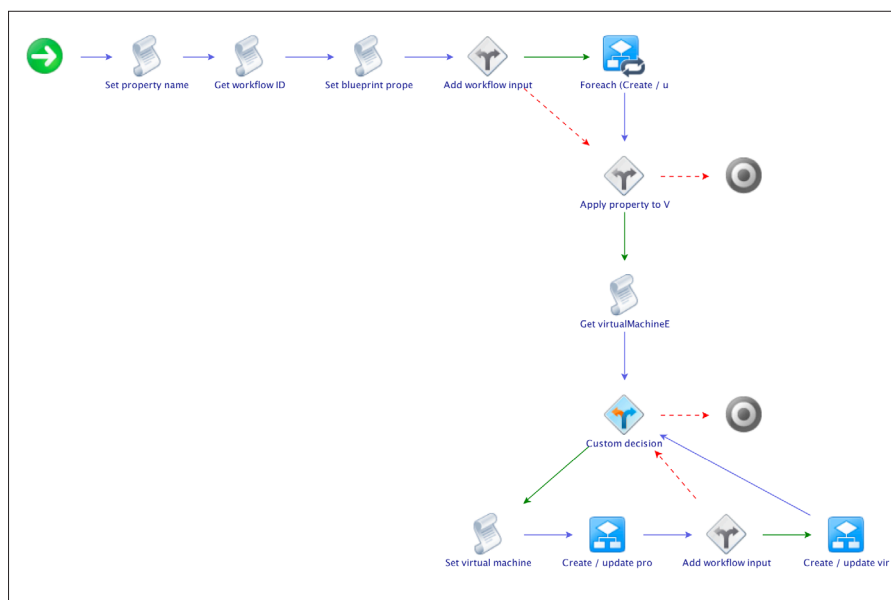 Set property name
Get workflow ID
Set blueprint prope
Add workflow input
Foreach (Create / u
Apply property to V
Get virtualMachineE
Custom decision
Set virtual machine
Create / update pro
Add workflow input
Create / update vir